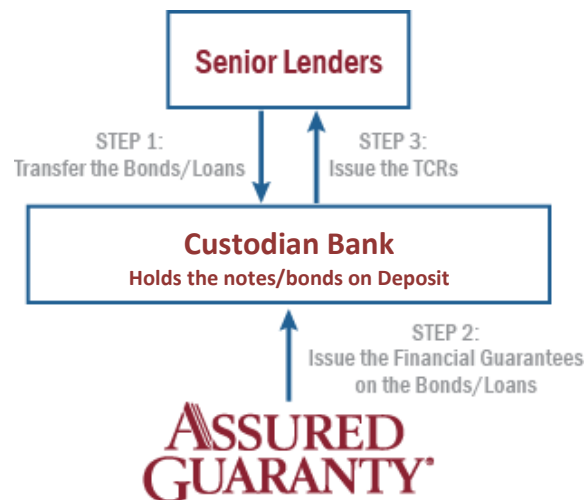 Senior Lenders
STEP 1:
Transfer the Bonds/Loans
STEP 3:
Issue the TCRs
Custodian Bank
Holds the notes/bonds on Deposit
STEP 2:
Issue the Financial Guarantees
on the Bonds/Loans
ASSURED
GUARANTY®